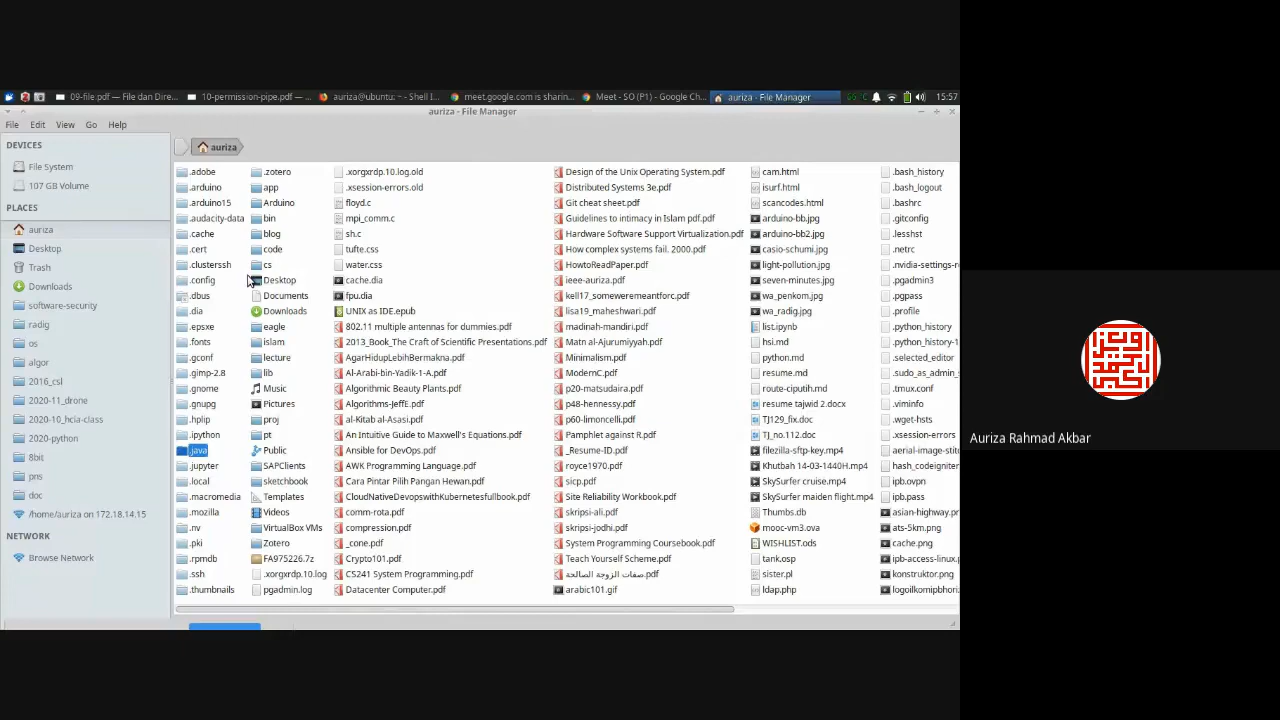 09-file.pdf — File dan Dire...
10-permission-pipe.pdf — ...
auriza@ubuntu: ~ - Shell I...
meet.google.com is sharin...
Meet - SO (P1) - Google Ch...
auriza - File Manager
15:57
auriza - File Manager
File Edit View Go Help
auriza
DEVICES
File System
107 GB Volume
PLACES
auriza
Desktop
Trash
Downloads
software-security
radig
os
algor
2016_csl
2020-11_drone
2020-10_hcia-class
2020-python
8bit
pns
doc
/home/auriza on 172.18.14.15
NETWORK
Browse Network
.adobe
.arduino
.arduino15
.audacity-data
.cache
.cert
.clusterssh
.config
.dbus
.dia
.epsxe
.fonts
.gconf
.gimp-2.8
.gnome
.gnupg
.hplip
.ipython
.java
.jupyter
.local
.macromedia
.mozilla
.nv
.pki
.rpmdb
.ssh
.thumbnails
.zotero
app
Arduino
bin
blog
code
cs
Desktop
Documents
Downloads
eagle
islam
lecture
lib
Music
Pictures
proj
pt
Public
SAPClients
sketchbook
Templates
Videos
VirtualBox VMs
Zotero
FA975226.7z
.xorgxrdp.10.log
pgadmin.log
.xorgxrdp.10.log.old
.xsession-errors.old
floyd.c
mpi_comm.c
sh.c
tufte.css
water.css
cache.dia
fpu.dia
UNIX as IDE.epub
802.11 multiple antennas for dummies.pdf
2013_Book_The Craft of Scientific Presentations.pdf
AgarHidupLebihBermakna.pdf
Al-Arabi-bin-Yadik-1-A.pdf
Algorithmic Beauty Plants.pdf
Algorithms-JeffE.pdf
al-Kitab al-Asasi.pdf
An Intuitive Guide to Maxwell's Equations.pdf
Ansible for DevOps.pdf
AWK Programming Language.pdf
Cara Pintar Pilih Pangan Hewan.pdf
CloudNativeDevopswithKubernetesfullbook.pdf
comm-rota.pdf
compression.pdf
_cone.pdf
Crypto101.pdf
CS241 System Programming.pdf
Datacenter Computer.pdf
Design of the Unix Operating System.pdf
Distributed Systems 3e.pdf
Git cheat sheet.pdf
Guidelines to intimacy in Islam pdf.pdf
Hardware Software Support Virtualization.pdf
How complex systems fail. 2000.pdf
HowtoReadPaper.pdf
ieee-auriza.pdf
kell17_someweremeantforc.pdf
lisa19_maheshwari.pdf
madinah-mandiri.pdf
Matn al-Ajurumiyyah.pdf
Minimalism.pdf
ModernC.pdf
p20-matsudaira.pdf
p48-hennessy.pdf
p60-limoncelli.pdf
Pamphlet against R.pdf
_Resume-ID.pdf
royce1970.pdf
sicp.pdf
Site Reliability Workbook.pdf
skripsi-ali.pdf
skripsi-jodhi.pdf
System Programming Coursebook.pdf
Teach Yourself Scheme.pdf
صفات الزوجة الصالحة.pdf
arabic101.gif
cam.html
isurf.html
scancodes.html
arduino-bb.jpg
arduino-bb2.jpg
casio-schumi.jpg
light-pollution.jpg
seven-minutes.jpg
wa_penkom.jpg
wa_radig.jpg
list.ipynb
hsi.md
python.md
resume.md
route-ciputih.md
resume tajwid 2.docx
TJ129_fix.doc
TJ_no.112.doc
filezilla-sftp-key.mp4
Khutbah 14-03-1440H.mp4
SkySurfer cruise.mp4
SkySurfer maiden flight.mp4
Thumbs.db
mooc-vm3.ova
WISHLIST.ods
tank.osp
sister.pl
ldap.php
.bash_history
.bash_logout
.bashrc
.gitconfig
.lesshst
.netrc
.nvidia-settings-r
.pgadmin3
.pgpass
.profile
.python_history
.python_history-1
.selected_editor
.sudo_as_admin_s
.tmux.conf
.viminfo
.wget-hsts
.xsession-errors
aerial-image-stit
hash_codeigniter
ipb.ovpn
ipb.pass
asian-highway.pn
ats-5km.png
cache.png
ipb-access-linux.
konstruktor.png
logoilkomipbhori
Auriza Rahmad Akbar